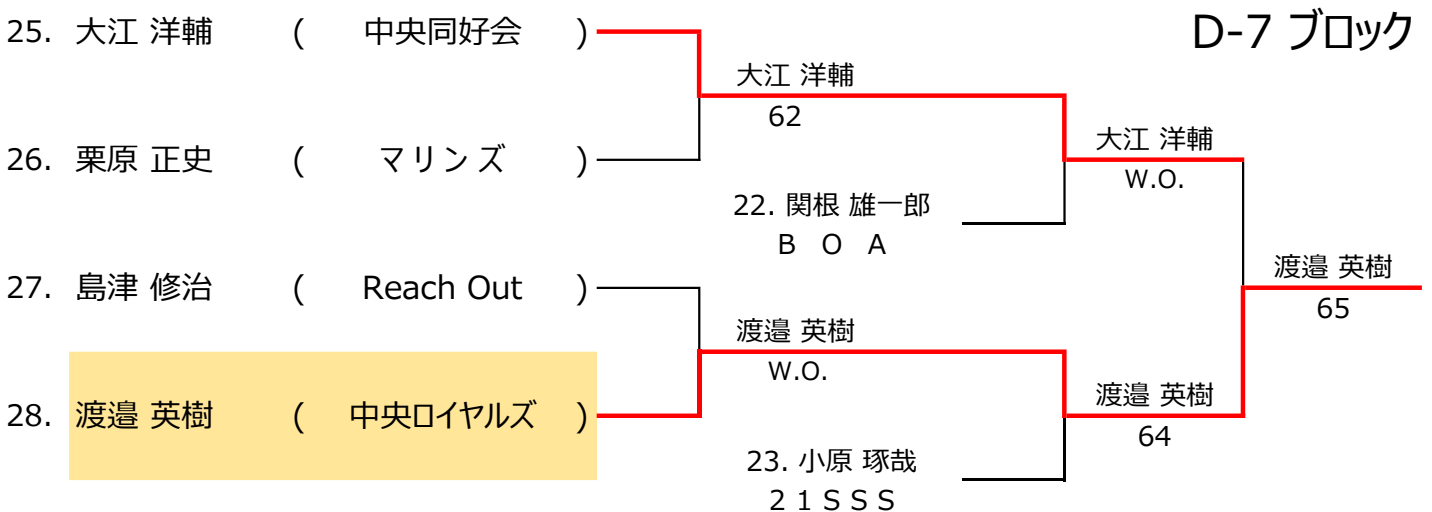 D-7 ブロック
25. 大江 洋輔 ( 中央同好会 )
大江 洋輔
62
大江 洋輔
W.O.
26. 栗原 正史 ( マリンズ )
22. 関根 雄一郎
B O A
27. 島津 修治 ( Reach Out )
渡邉 英樹
65
渡邉 英樹
W.O.
渡邉 英樹
64
28. 渡邉 英樹 ( 中央ロイヤルズ )
23. 小原 琢哉
2 1 S S S